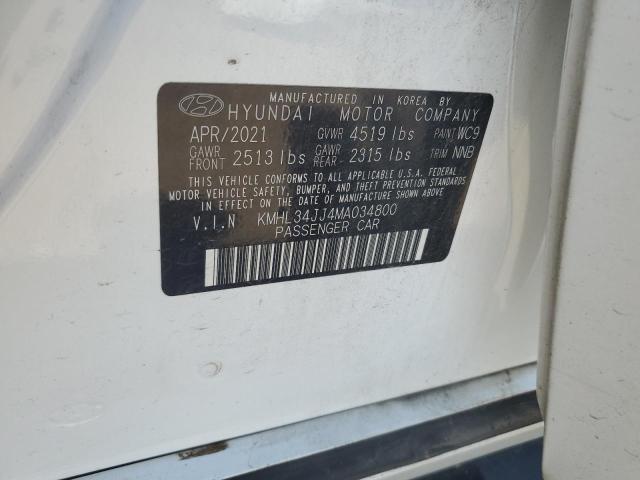 MANUFACTURED IN KOREA BY
HYUNDAI MOTOR COMPANY
APR/2021 GVWR 4519 lbs PAINT WC9
GAWR FRONT 2513 lbs GAWR REAR 2315 lbs TRIM NNB
THIS VEHICLE CONFORMS TO ALL APPLICABLE U.S.A. FEDERAL
MOTOR VEHICLE SAFETY, BUMPER, AND THEFT PREVENTION STANDARDS
IN EFFECT ON THE DATE OF MANUFACTURE SHOWN ABOVE.
V.I.N KMHL34JJ4MA034800
PASSENGER CAR